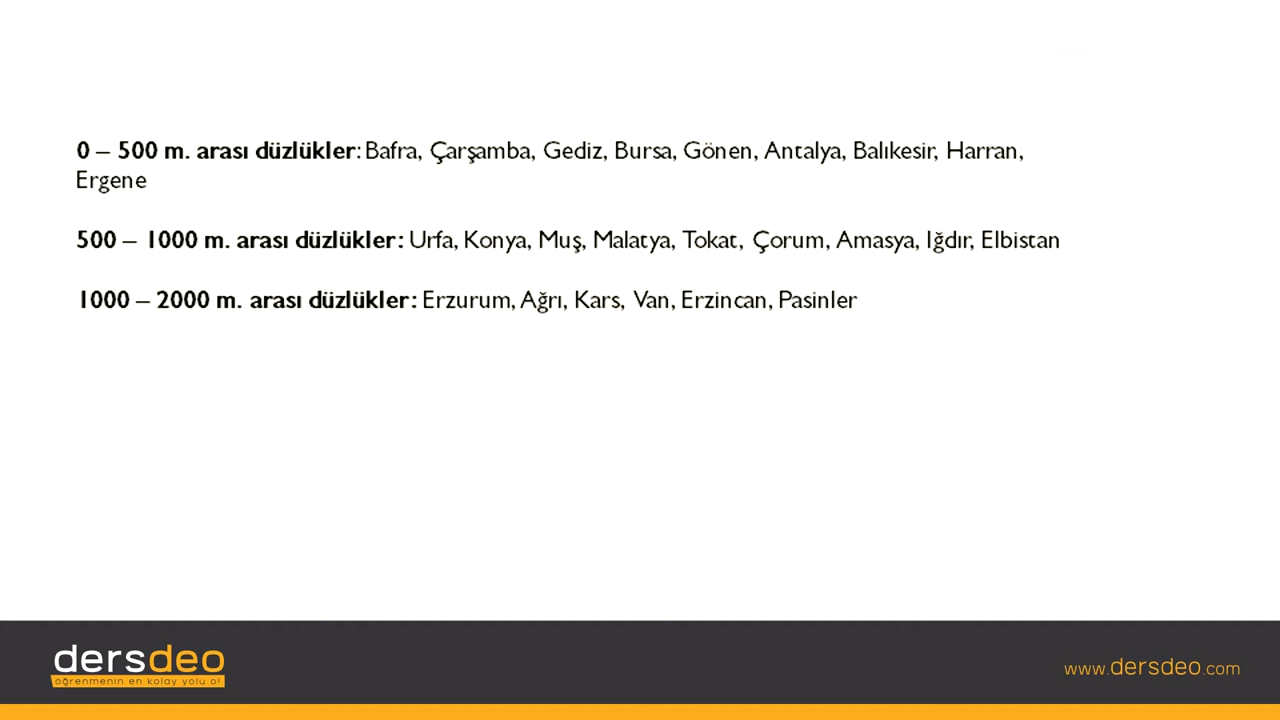 0 – 500 m. arası düzlükler: Bafra, Çarşamba, Gediz, Bursa, Gönen, Antalya, Balıkesir, Harran,
Ergene
500 – 1000 m. arası düzlükler: Urfa, Konya, Muş, Malatya, Tokat, Çorum, Amasya, Iğdır, Elbistan
1000 – 2000 m. arası düzlükler: Erzurum, Ağrı, Kars, Van, Erzincan, Pasinler
dersdeo
öğrenmenin en kolay yolu o!
www.dersdeo.com